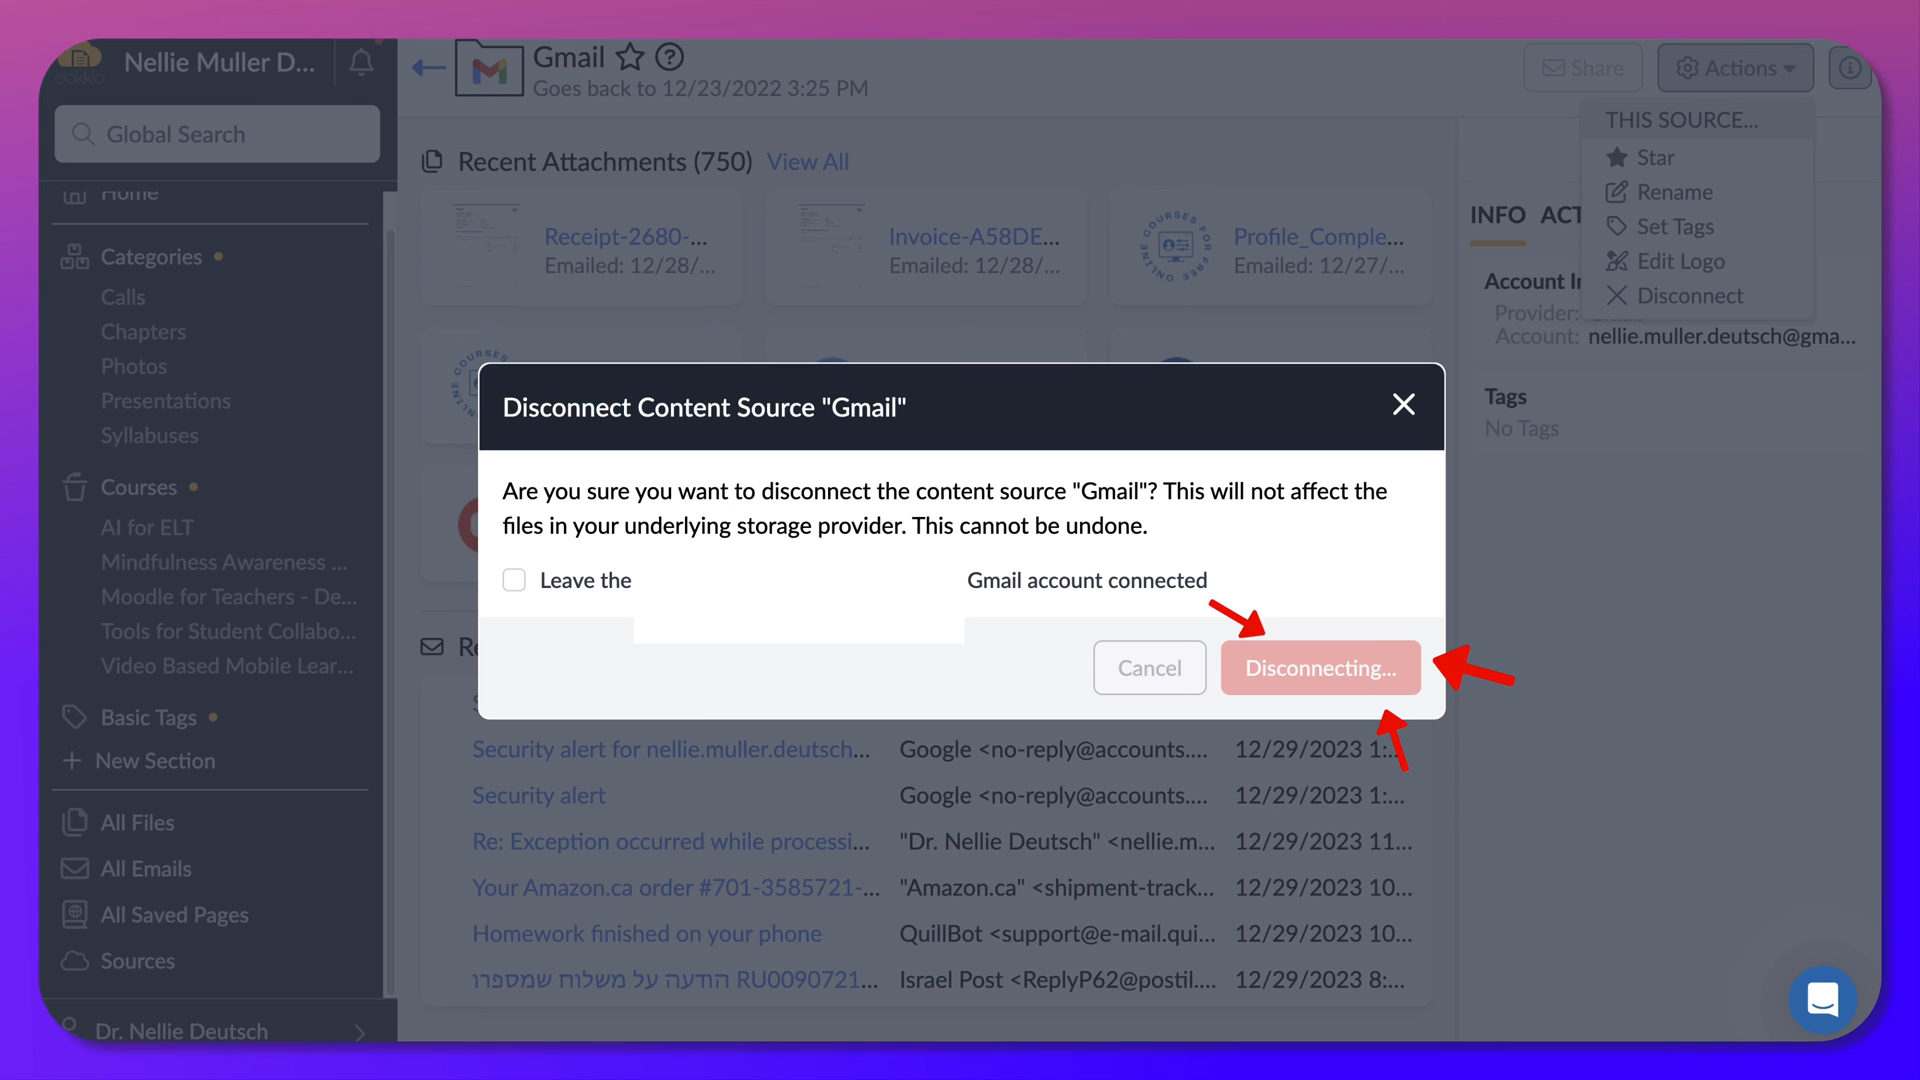 dokkio
Nellie Muller D...
Global Search
Home
Categories
Calls
Chapters
Photos
Presentations
Syllabuses
Courses
AI for ELT
Mindfulness Awareness ...
Moodle for Teachers - De...
Tools for Student Collabo...
Video Based Mobile Lear...
Basic Tags
New Section
All Files
All Emails
All Saved Pages
Sources
Dr. Nellie Deutsch
Gmail
Goes back to 12/23/2022 3:25 PM
Share
Actions
THIS SOURCE...
Star
Rename
Set Tags
Edit Logo
Disconnect
Recent Attachments (750) View All
Receipt-2680-...
Emailed: 12/28/...
Invoice-A58DE...
Emailed: 12/28/...
COURSES FOR FREE ONLINE
Profile_Comple...
Emailed: 12/27/...
INFO ACT
Account In
Provider:
Account: nellie.muller.deutsch@gma...
Tags
No Tags
Disconnect Content Source "Gmail"
Are you sure you want to disconnect the content source "Gmail"? This will not affect the
files in your underlying storage provider. This cannot be undone.
Leave the Gmail account connected
Cancel
Disconnecting...
Security alert for nellie.muller.deutsch... Google <no-reply@accounts.... 12/29/2023 1:...
Security alert Google <no-reply@accounts.... 12/29/2023 1:...
Re: Exception occurred while processi... "Dr. Nellie Deutsch" <nellie.m... 12/29/2023 11...
Your Amazon.ca order #701-3585721-... "Amazon.ca" <shipment-track... 12/29/2023 10...
Homework finished on your phone QuillBot <support@e-mail.qui... 12/29/2023 10...
הודעה על משלוח שמספרו RU0090721... Israel Post <ReplyP62@postil.... 12/29/2023 8:...